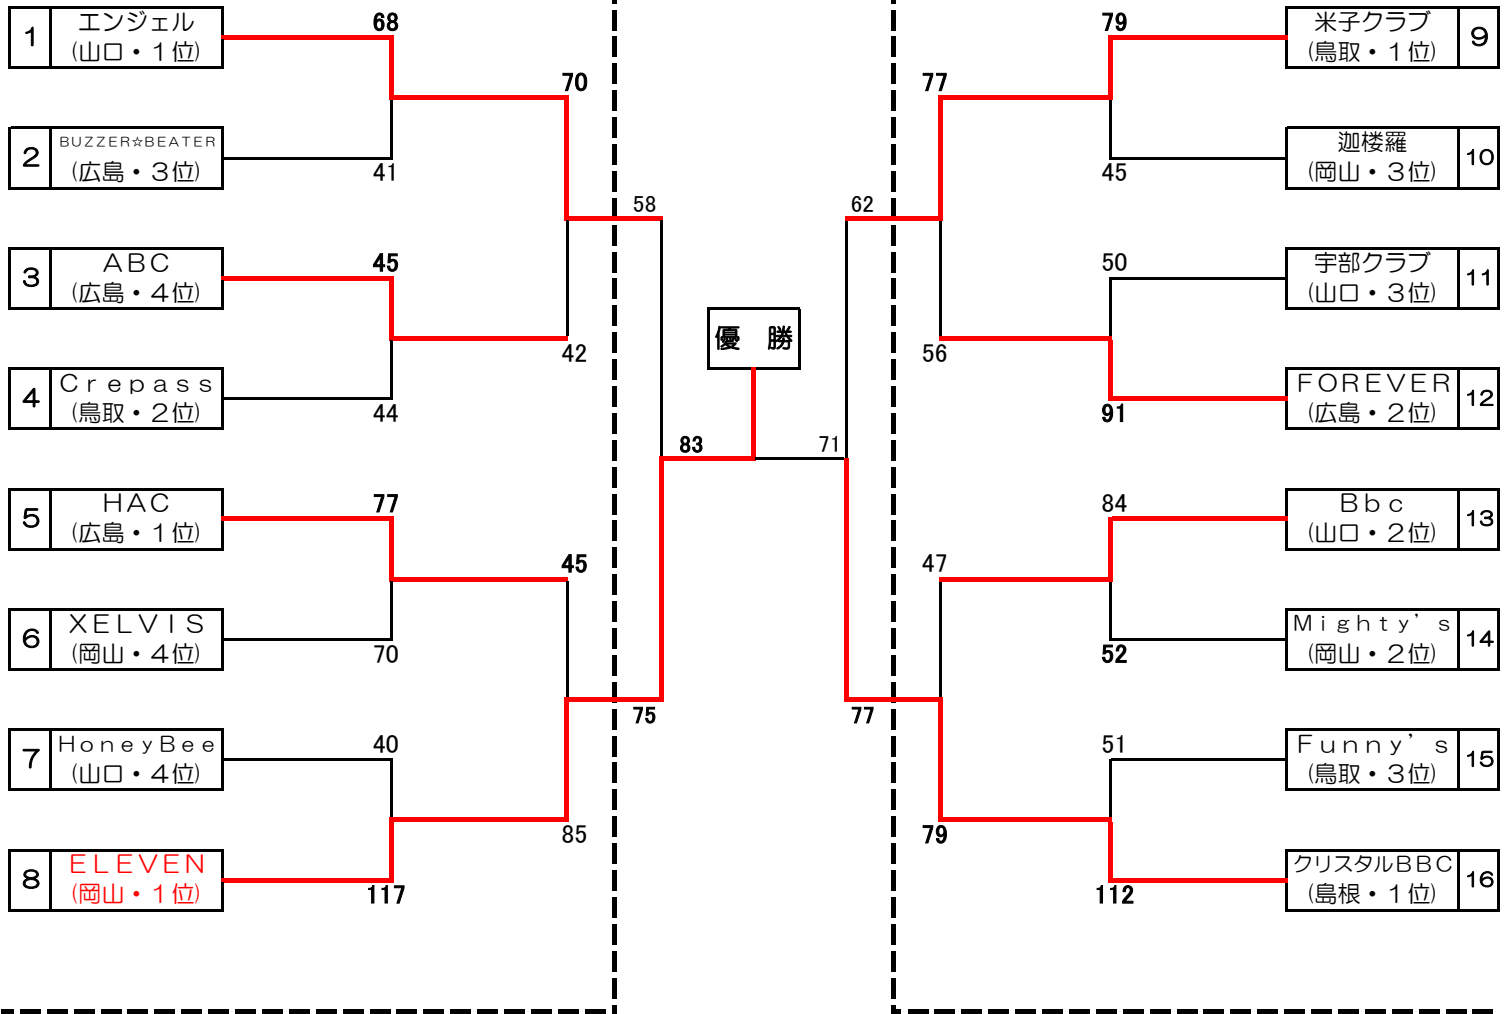 1
エンジェル
(山口・1位)
68
2
BUZZER☆BEATER
(広島・3位)
41
70
3
ABC
(広島・4位)
45
4
Crepass
(鳥取・2位)
44
42
58
5
HAC
(広島・1位)
77
6
XELVIS
(岡山・4位)
70
45
7
HoneyBee
(山口・4位)
40
8
ELEVEN
(岡山・1位)
117
85
75
83
優 勝
71
62
77
79
米子クラブ
(鳥取・1位)
9
45
迦楼羅
(岡山・3位)
10
50
宇部クラブ
(山口・3位)
11
56
91
FOREVER
(広島・2位)
12
84
Bbc
(山口・2位)
13
47
52
Mighty's
(岡山・2位)
14
77
51
Funny's
(鳥取・3位)
15
79
112
クリスタルBBC
(島根・1位)
16